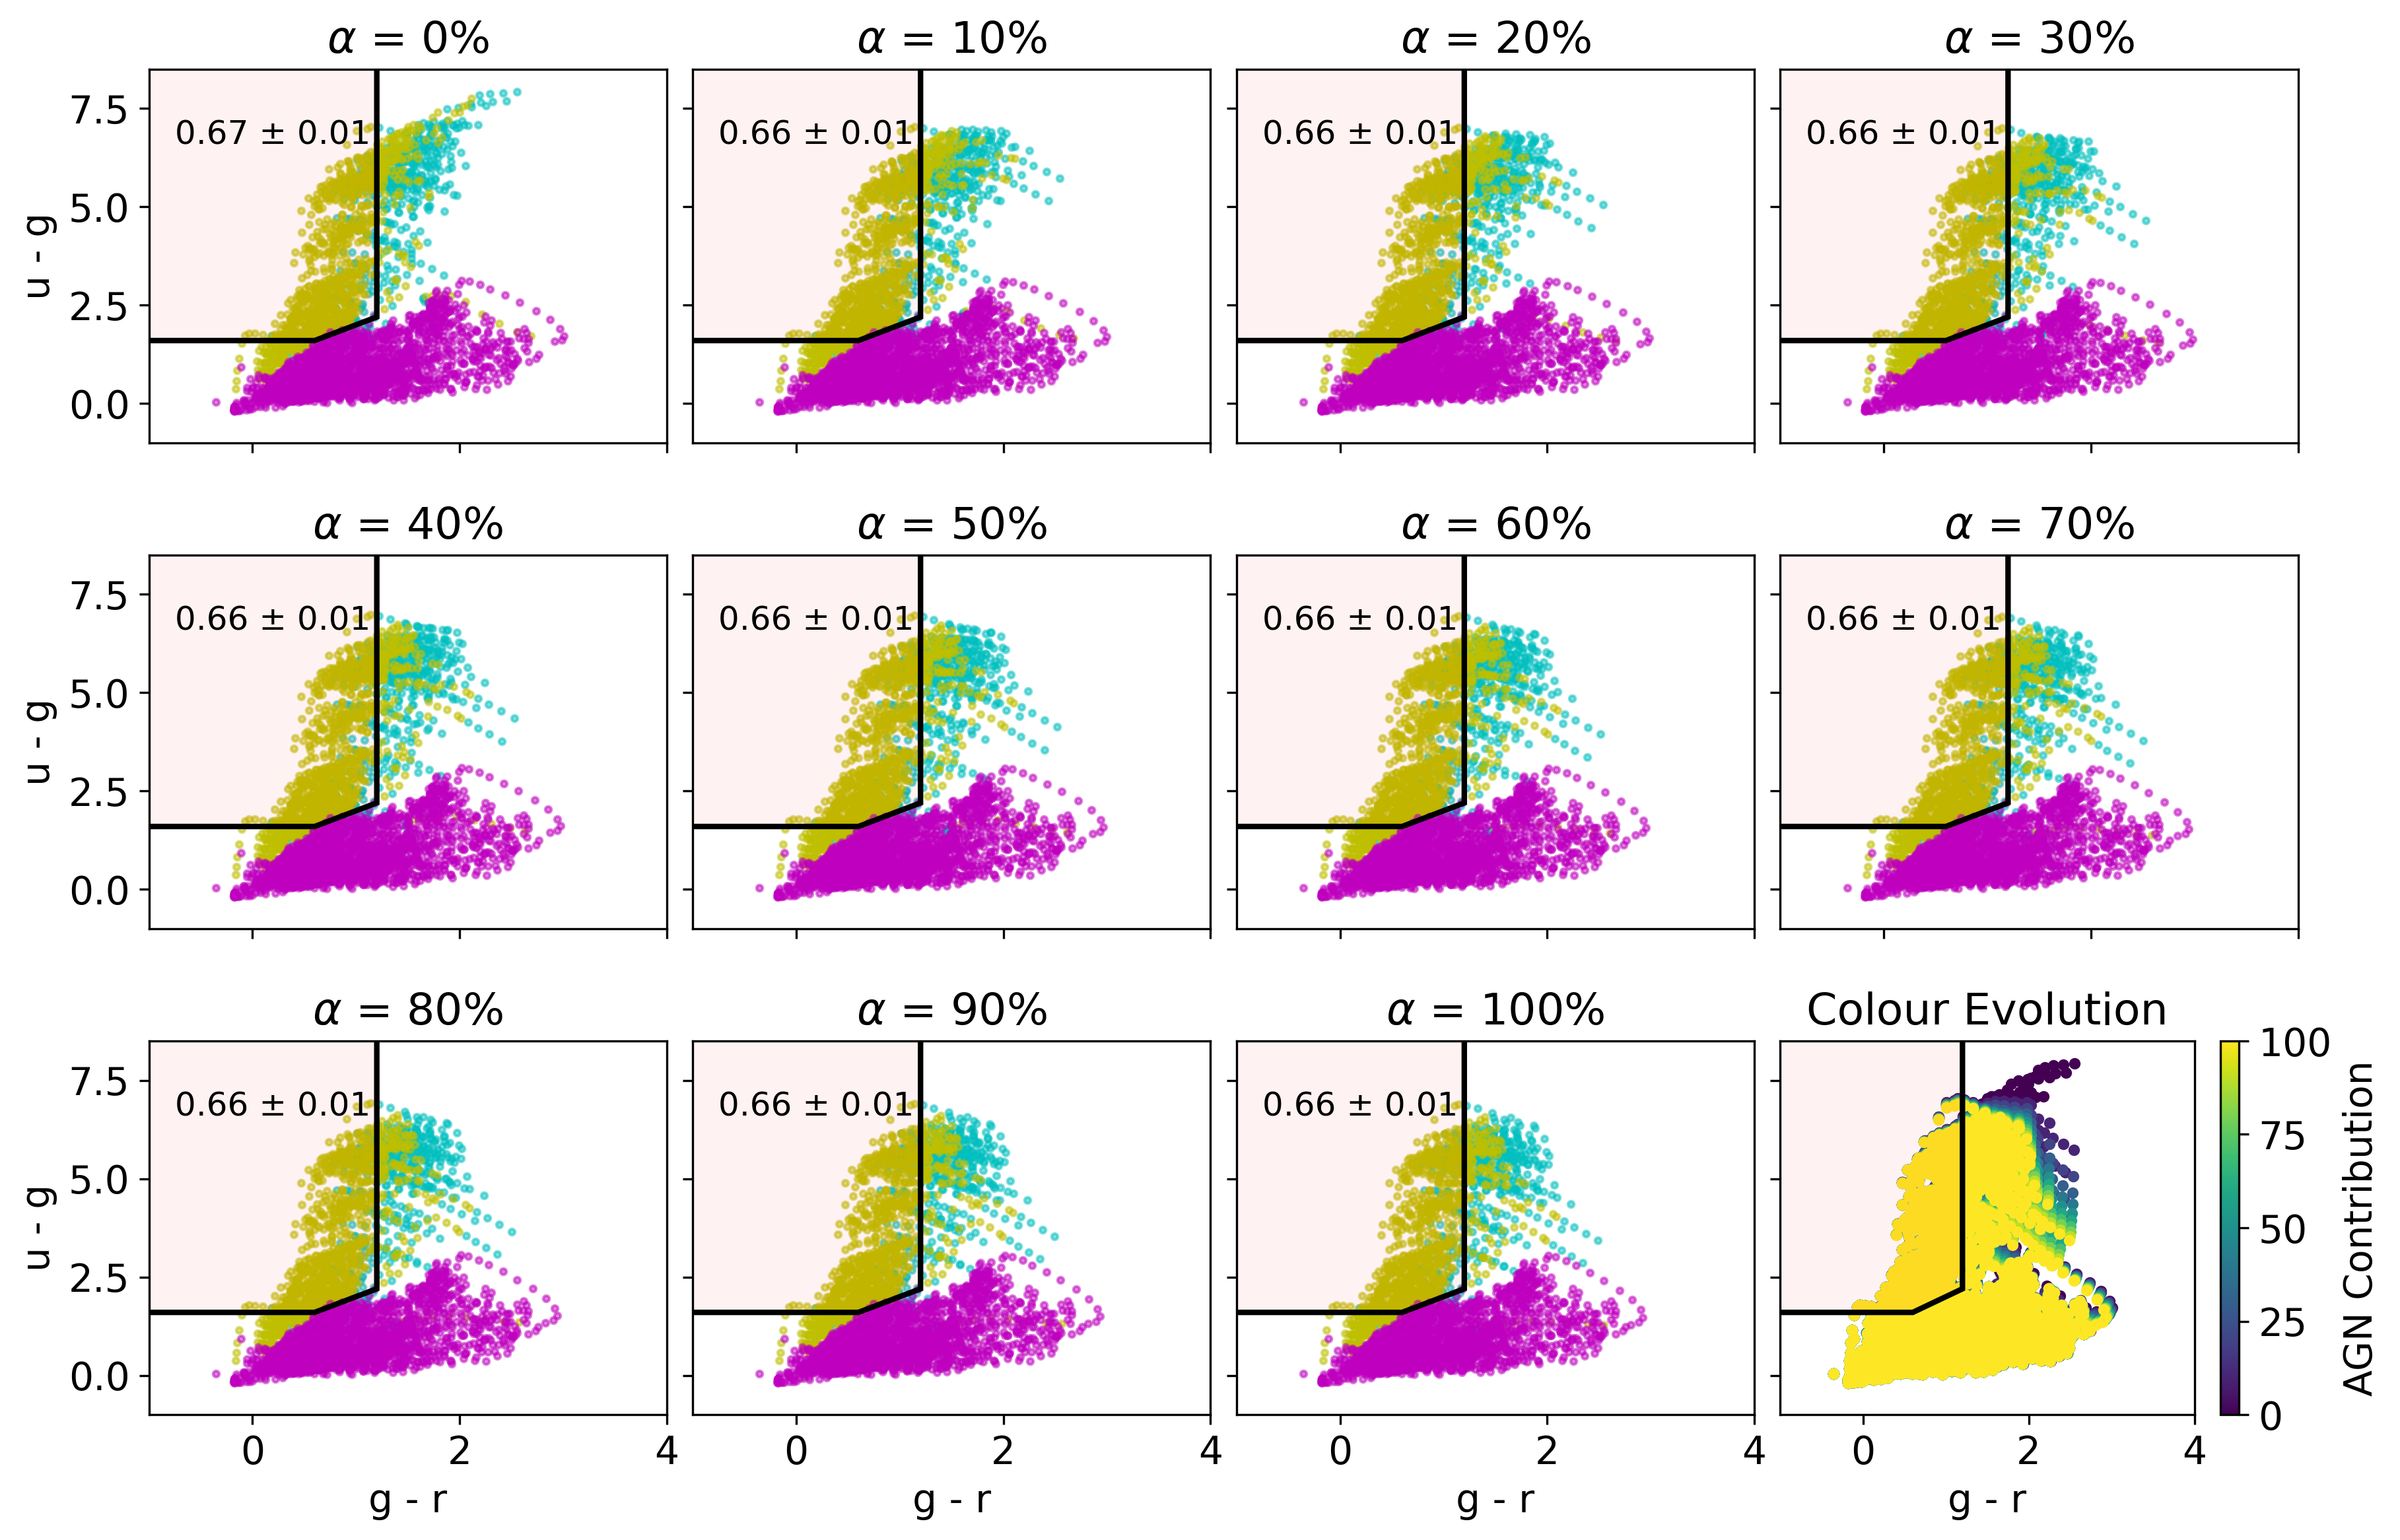 α = 0%
α = 10%
α = 20%
α = 30%
0.67 ± 0.01
0.66 ± 0.01
0.66 ± 0.01
0.66 ± 0.01
u - g
7.5
5.0
2.5
0.0
α = 40%
α = 50%
α = 60%
α = 70%
0.66 ± 0.01
0.66 ± 0.01
0.66 ± 0.01
0.66 ± 0.01
u - g
7.5
5.0
2.5
0.0
α = 80%
α = 90%
α = 100%
Colour Evolution
0.66 ± 0.01
0.66 ± 0.01
0.66 ± 0.01
u - g
7.5
5.0
2.5
0.0
100
75
50
25
0
AGN Contribution
0 2 4
0 2 4
0 2 4
0 2 4
g - r
g - r
g - r
g - r